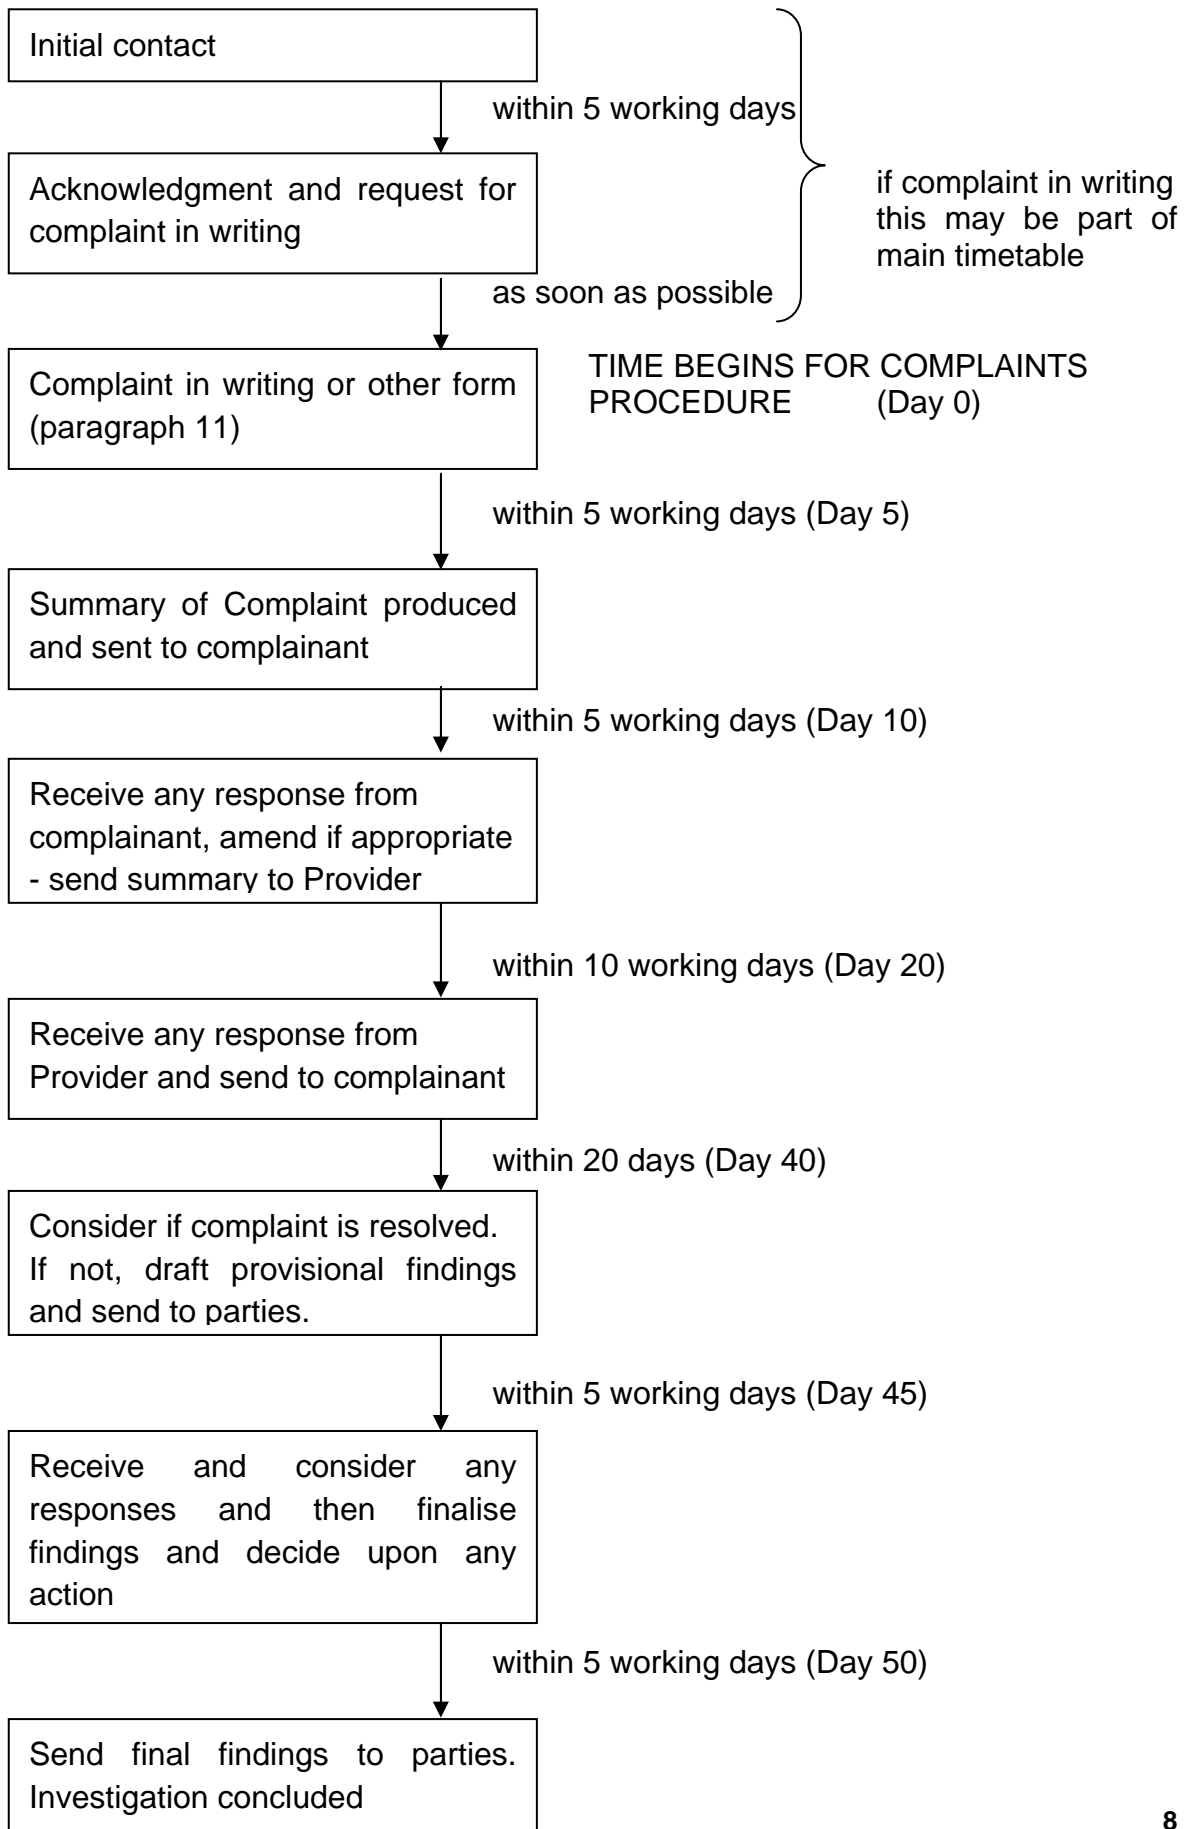 Initial contact
within 5 working days
Acknowledgment and request for
complaint in writing
if complaint in writing
this may be part of
main timetable
as soon as possible
Complaint in writing or other form
(paragraph 11)
TIME BEGINS FOR COMPLAINTS
PROCEDURE (Day 0)
within 5 working days (Day 5)
Summary of Complaint produced
and sent to complainant
within 5 working days (Day 10)
Receive any response from
complainant, amend if appropriate
- send summary to Provider
within 10 working days (Day 20)
Receive any response from
Provider and send to complainant
within 20 days (Day 40)
Consider if complaint is resolved.
If not, draft provisional findings
and send to parties.
within 5 working days (Day 45)
Receive and consider any
responses and then finalise
findings and decide upon any
action
within 5 working days (Day 50)
Send final findings to parties.
Investigation concluded
8